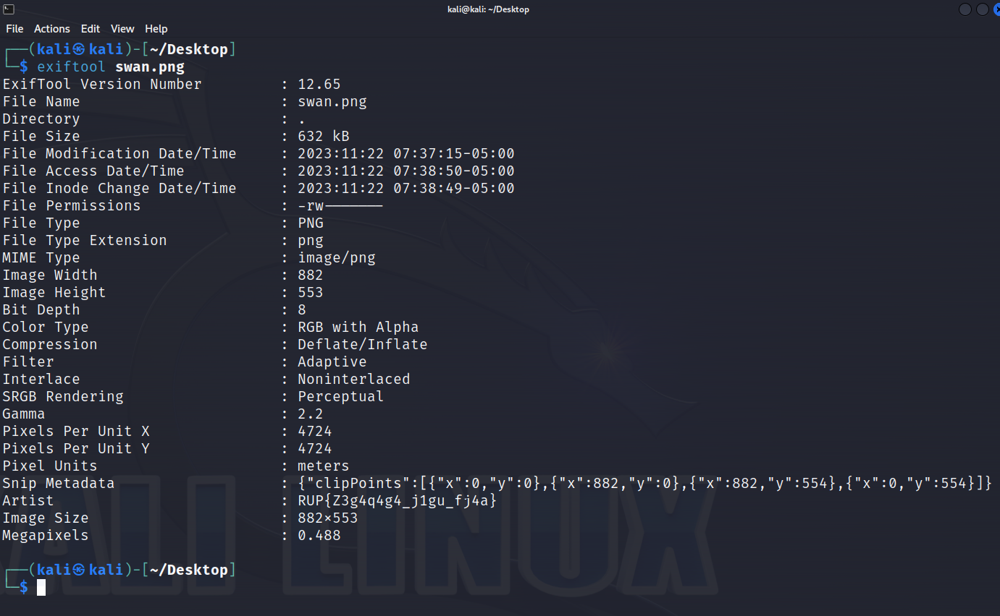 kali@kali: ~/Desktop
File Actions Edit View Help
┌──(kali㉿kali)-[~/Desktop]
└─$ exiftool swan.png
ExifTool Version Number : 12.65
File Name : swan.png
Directory : .
File Size : 632 kB
File Modification Date/Time : 2023:11:22 07:37:15-05:00
File Access Date/Time : 2023:11:22 07:38:50-05:00
File Inode Change Date/Time : 2023:11:22 07:38:49-05:00
File Permissions : -rw-------
File Type : PNG
File Type Extension : png
MIME Type : image/png
Image Width : 882
Image Height : 553
Bit Depth : 8
Color Type : RGB with Alpha
Compression : Deflate/Inflate
Filter : Adaptive
Interlace : Noninterlaced
SRGB Rendering : Perceptual
Gamma : 2.2
Pixels Per Unit X : 4724
Pixels Per Unit Y : 4724
Pixel Units : meters
Snip Metadata : {"clipPoints":[{"x":0,"y":0},{"x":882,"y":0},{"x":882,"y":554},{"x":0,"y":554}]}
Artist : RUP{Z3g4q4g4_j1gu_fj4a}
Image Size : 882×553
Megapixels : 0.488
┌──(kali㉿kali)-[~/Desktop]
└─$
ALI LINUX